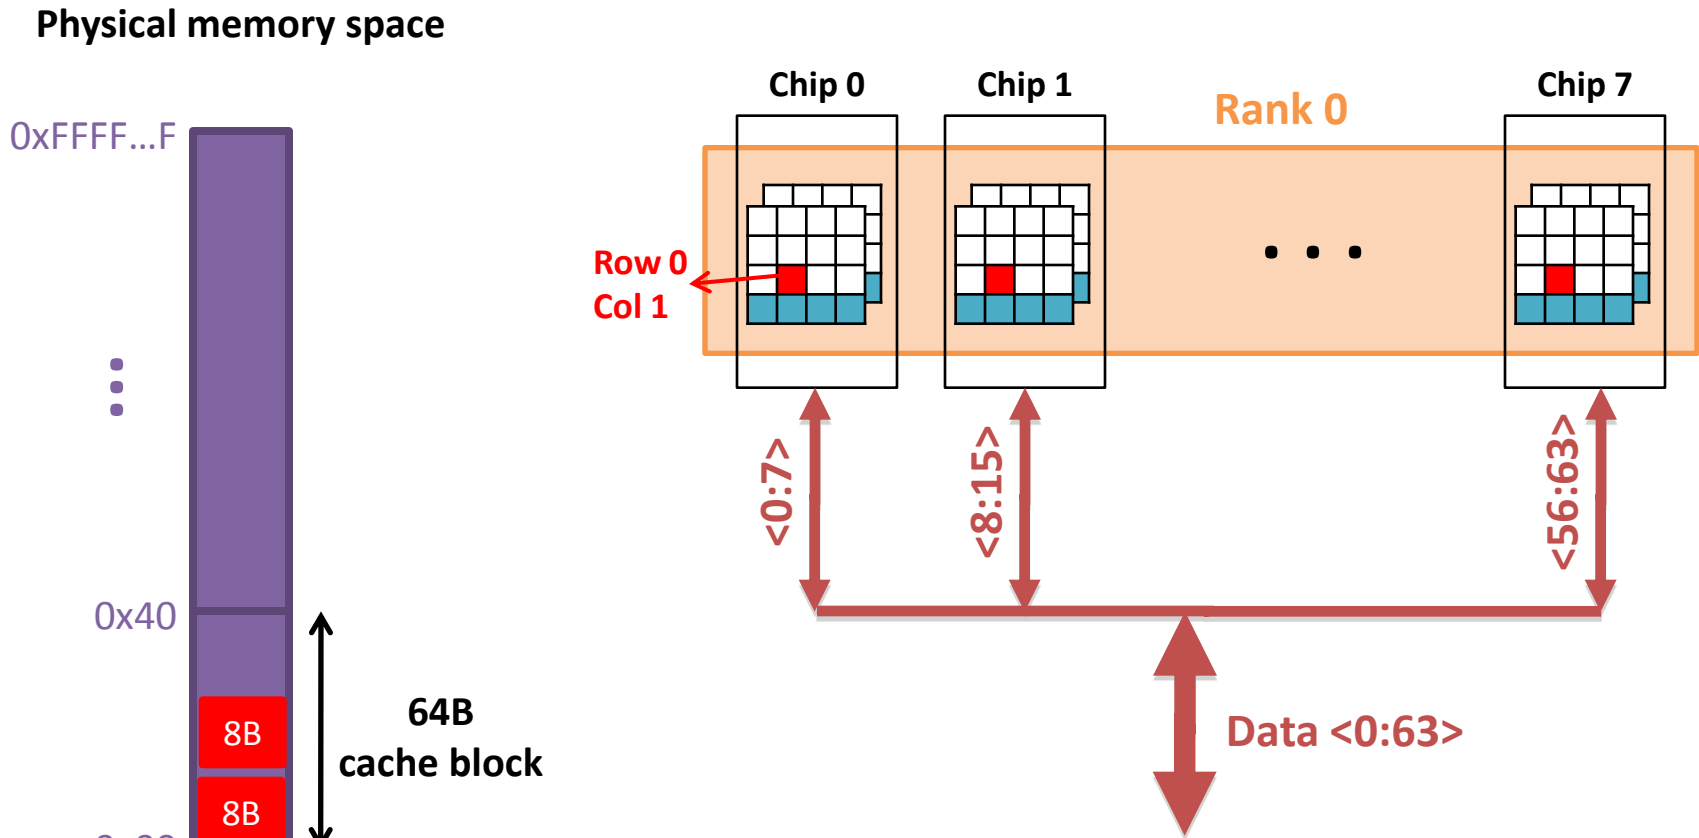 Physical memory space
Chip 0
Chip 1
Chip 7
Rank 0
0xFFFF...F
Row 0
Col 1
<0:7>
<8:15>
<56:63>
0x40
64B
cache block
8B
8B
Data <0:63>